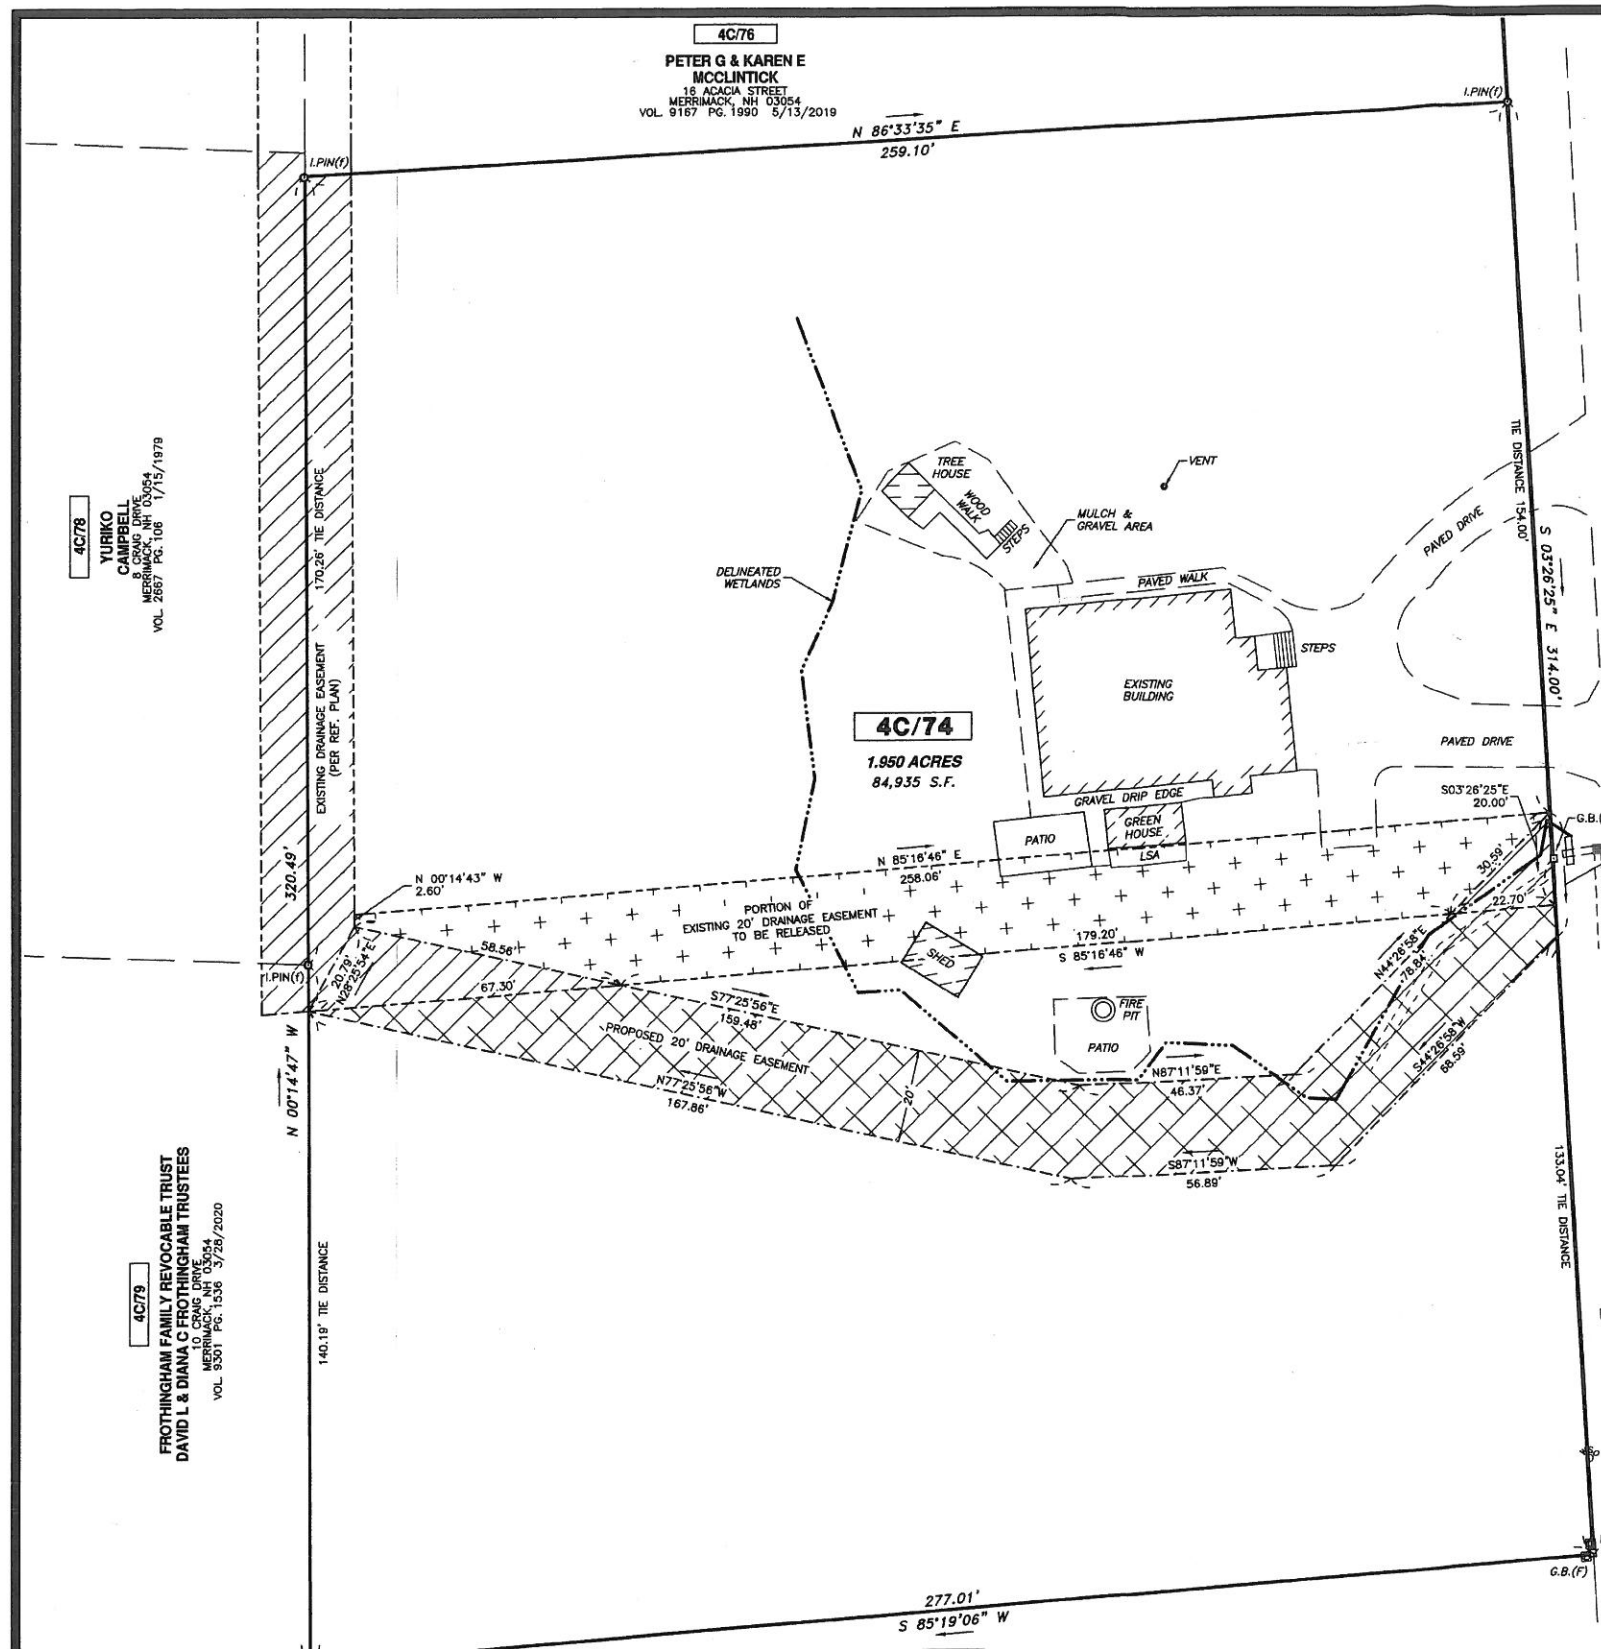 4C/76
PETER G & KAREN E
MCCLINTICK
16 ACACIA STREET
MERRIMACK, NH 03054
VOL. 9167 PG. 1990 5/13/2019
I.PIN(f)
N 86°33'35" E
259.10'
I.PIN(f)
4C/78
YURIKO
CAMPBELL
8 CRAIG DRIVE
MERRIMACK, NH 03054
VOL. 2667 PG. 106 1/15/1979
170.26' TIE DISTANCE
EXISTING DRAINAGE EASEMENT
(PER REF. PLAN)
320.49'
TREE
HOUSE
WOOD
WALK
STEPS
VENT
MULCH &
GRAVEL AREA
DELINEATED
WETLANDS
PAVED WALK
STEPS
EXISTING
BUILDING
TIE DISTANCE 154.00'
S 03°26'25" E 314.00'
PAVED DRIVE
PAVED DRIVE
4C/74
1.950 ACRES
84,935 S.F.
GRAVEL DRIP EDGE
GREEN
HOUSE
LSA
PATIO
S03°26'25"E
20.00'
G.B.(
N 85°16'46" E
258.06'
30.59'
22.70'
N 00°14'43" W
2.60'
PORTION OF
EXISTING 20' DRAINAGE EASEMENT
TO BE RELEASED
SHED
179.20'
S 85°16'46" W
58.56'
67.30'
20.79'
N28°25'54"E
I.PIN(f)
S77°25'56"E
159.48'
PROPOSED 20' DRAINAGE EASEMENT
N77°25'56"W
167.86'
20'
FIRE
PIT
PATIO
N87°11'59"E
46.37'
S87°11'59"W
56.89'
N44°26'58"E
78.84'
S44°26'58"W
68.59'
N 00°14'47" W
133.04' TIE DISTANCE
4C/79
FROTHINGHAM FAMILY REVOCABLE TRUST
DAVID L & DIANA C FROTHINGHAM TRUSTEES
10 CRAIG DRIVE
MERRIMACK, NH 03054
VOL. 9301 PG. 1536 3/28/2020
140.19' TIE DISTANCE
G.B.(F)
277.01'
S 85°19'06" W